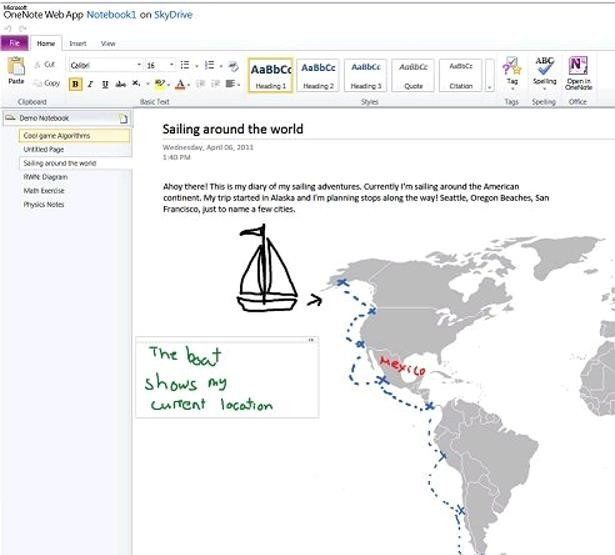 Microsoft
OneNote Web App Notebook1 on SkyDrive
File Home Insert View
Paste Cut Copy
Calibri 16
B I U abc
AaBbCc AaBbCc AaBbCc AaBbCc AaBbCc
Heading 1 Heading 2 Heading 3 Quote Citation
Tag
ABC
Spelling
Open in
OneNote
Clipboard Basic Text Styles Tags Spelling Office
Demo Notebook
Cool game Algorithms
Untitled Page
Sailing around the world
RWN: Diagram
Math Exercise
Physics Notes
Sailing around the world
Wednesday, April 06, 2011
1:40 PM
Ahoy there! This is my diary of my sailing adventures. Currently I'm sailing around the American
continent. My trip started in Alaska and I'm planning stops along the way! Seattle, Oregon Beaches, San
Francisco, just to name a few cities.
Mexico
The boat
shows my
current location